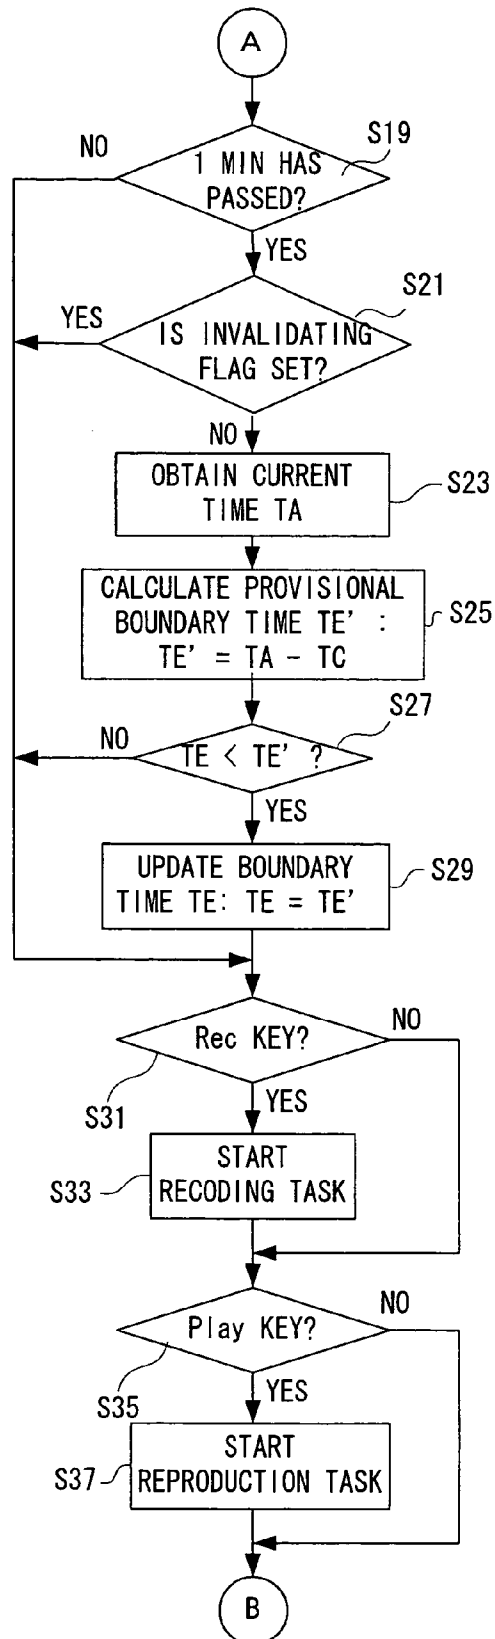 A
NO
S19
1 MIN HAS
PASSED?
YES
S21
YES
IS INVALIDATING
FLAG SET?
NO
OBTAIN CURRENT
TIME TA
S23
CALCULATE PROVISIONAL
BOUNDARY TIME TE' :
TE' = TA - TC
S25
S27
NO
TE < TE' ?
YES
UPDATE BOUNDARY
TIME TE: TE = TE'
S29
Rec KEY?
NO
S31
YES
START
RECODING TASK
S33
NO
Play KEY?
S35
YES
START
REPRODUCTION TASK
S37
B